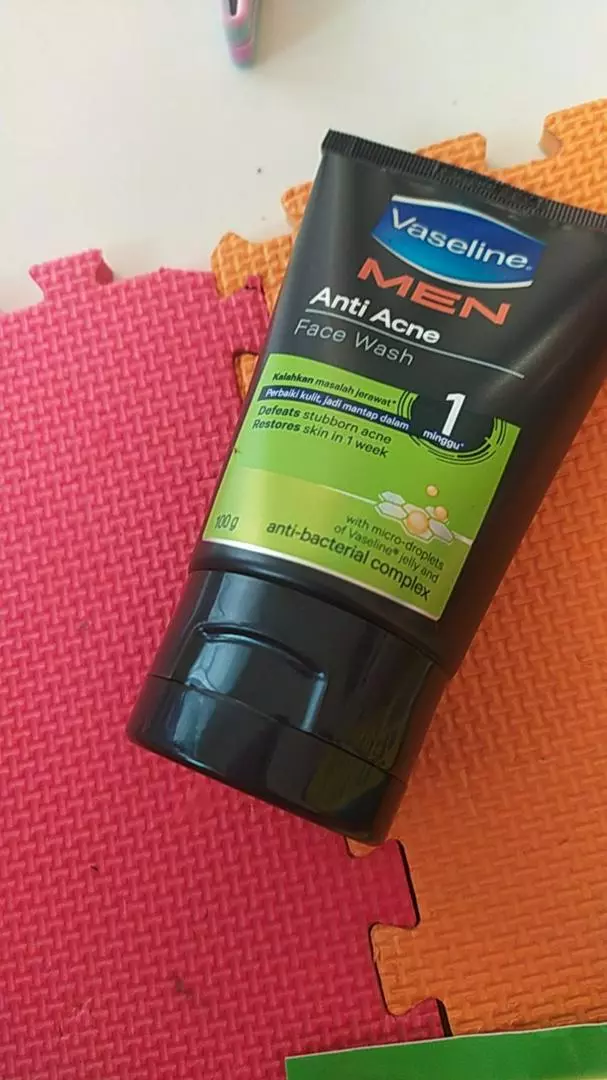 Vaseline
MEN
Anti Acne
Face Wash
Kalahkan masalah jerawat*
Perbaiki kulit, jadi mantap dalam
1
minggu*
Defeats stubborn acne
Restores skin in 1 week
100g
with micro-droplets
of Vaseline® jelly and
anti-bacterial complex